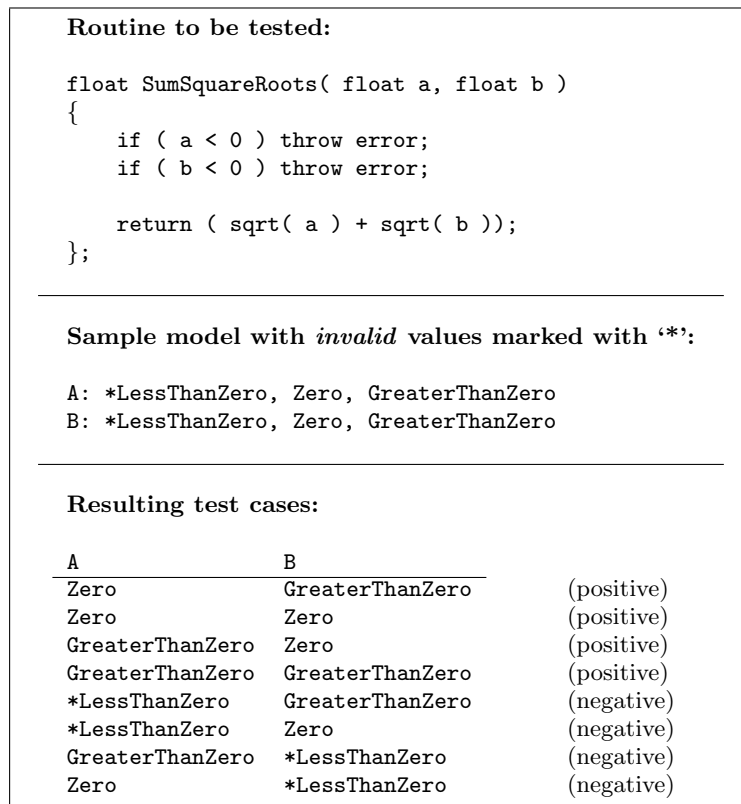 Routine to be tested:
float SumSquareRoots( float a, float b )
{
if ( a < 0 ) throw error;
if ( b < 0 ) throw error;
return ( sqrt( a ) + sqrt( b ));
};
Sample model with invalid values marked with ‘*’:
A: *LessThanZero, Zero, GreaterThanZero
B: *LessThanZero, Zero, GreaterThanZero
Resulting test cases:
A B
Zero GreaterThanZero (positive)
Zero Zero (positive)
GreaterThanZero Zero (positive)
GreaterThanZero GreaterThanZero (positive)
*LessThanZero GreaterThanZero (negative)
*LessThanZero Zero (negative)
GreaterThanZero *LessThanZero (negative)
Zero *LessThanZero (negative)